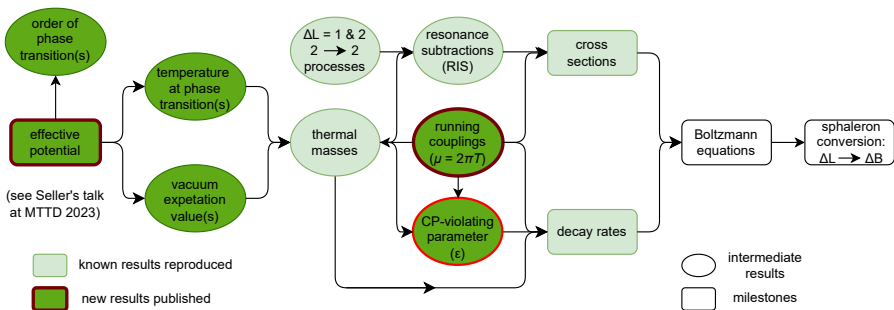 order of
phase
transition(s)
effective
potential
(see Seller's talk
at MTTD 2023)
temperature
at phase
transition(s)
vacuum
expetation
value(s)
ΔL = 1 & 2
2 → 2
processes
thermal
masses
resonance
subtractions
(RIS)
running
couplings
(μ = 2πT)
CP-violating
parameter
(ε)
cross
sections
decay rates
Boltzmann
equations
sphaleron
conversion:
ΔL → ΔB
known results reproduced
new results published
intermediate
results
milestones